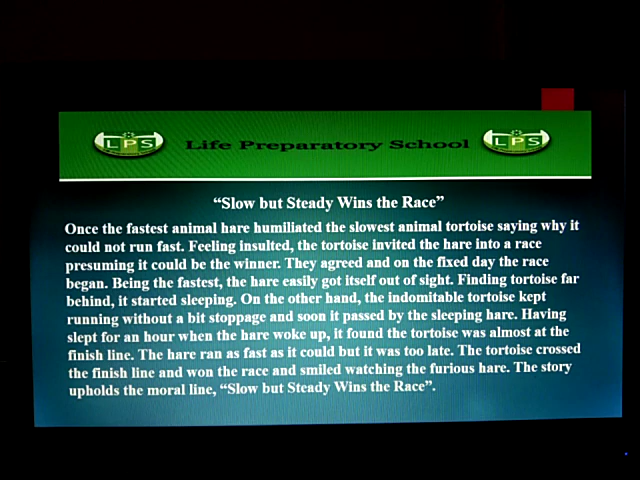 LPS Life Preparatory School LPS
“Slow but Steady Wins the Race”
Once the fastest animal hare humiliated the slowest animal tortoise saying why it
could not run fast. Feeling insulted, the tortoise invited the hare into a race
presuming it could be the winner. They agreed and on the fixed day the race
began. Being the fastest, the hare easily got itself out of sight. Finding tortoise far
behind, it started sleeping. On the other hand, the indomitable tortoise kept
running without a bit stoppage and soon it passed by the sleeping hare. Having
slept for an hour when the hare woke up, it found the tortoise was almost at the
finish line. The hare ran as fast as it could but it was too late. The tortoise crossed
the finish line and won the race and smiled watching the furious hare. The story
upholds the moral line, “Slow but Steady Wins the Race”.